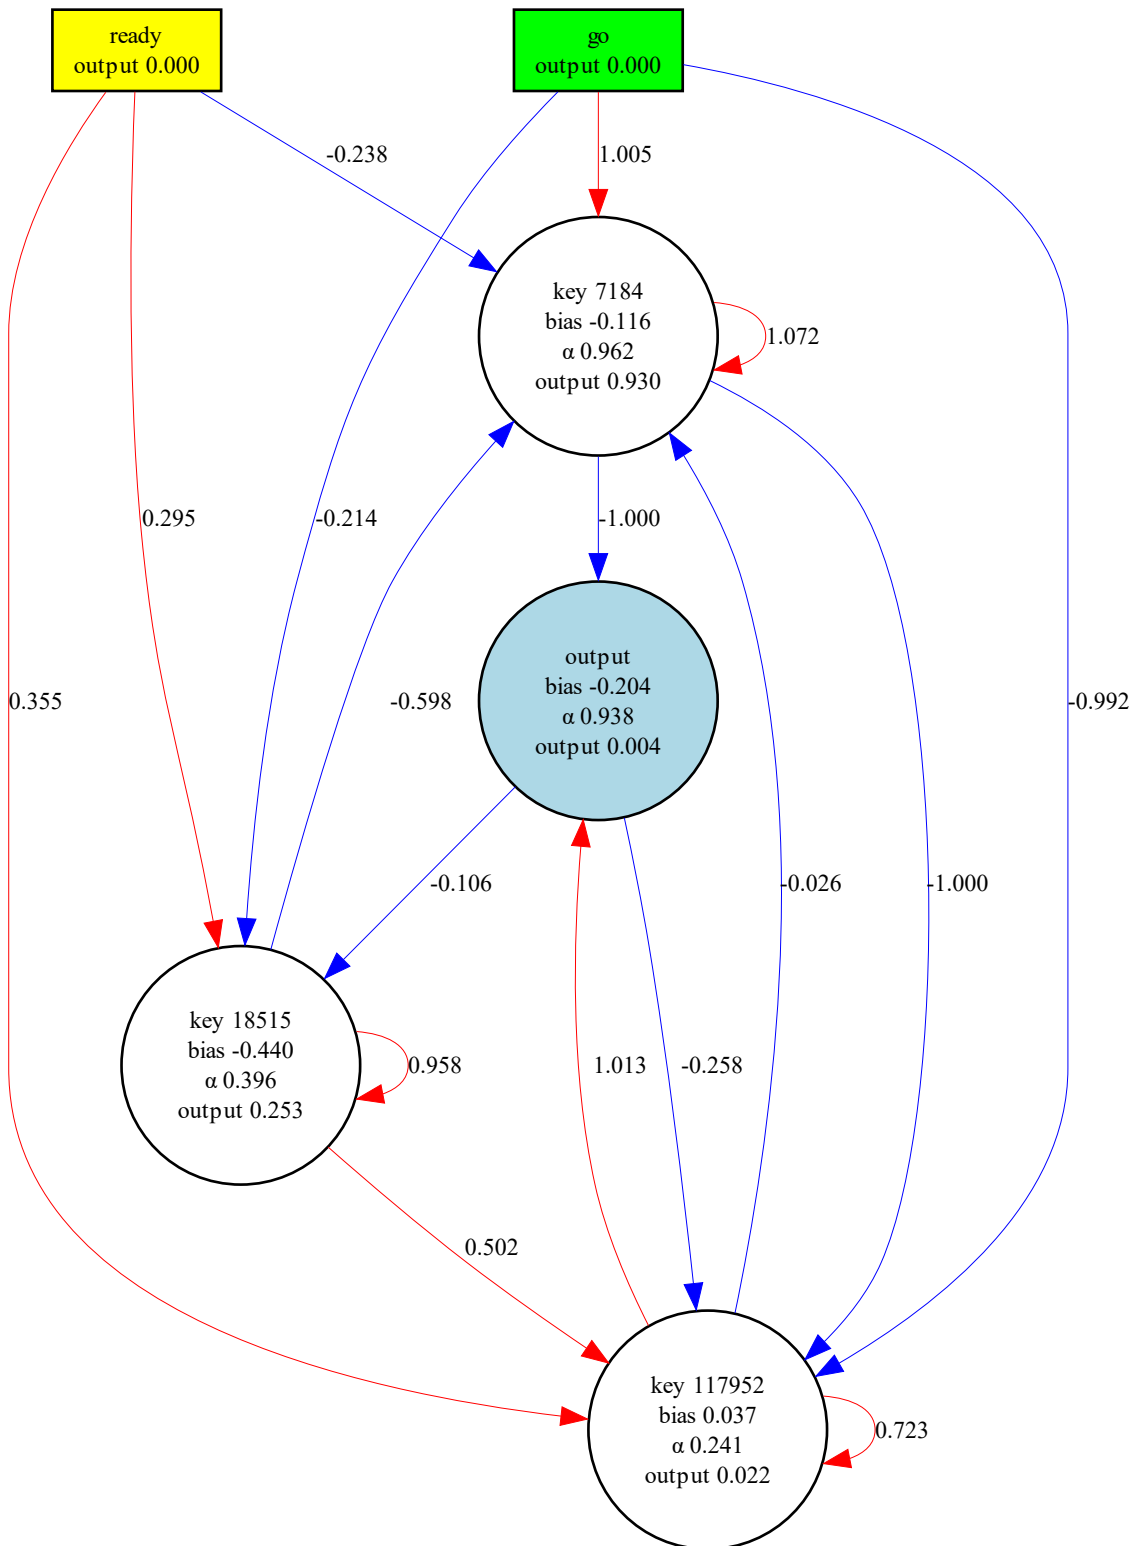 ready
output 0.000
go
output 0.000
-0.238
1.005
key 7184
bias -0.116
α 0.962
output 0.930
1.072
0.295
-0.214
-1.000
output
bias -0.204
α 0.938
output 0.004
0.355
-0.598
-0.992
-0.106
-0.026
-1.000
key 18515
bias -0.440
α 0.396
output 0.253
0.958
1.013
-0.258
0.502
key 117952
bias 0.037
α 0.241
output 0.022
0.723